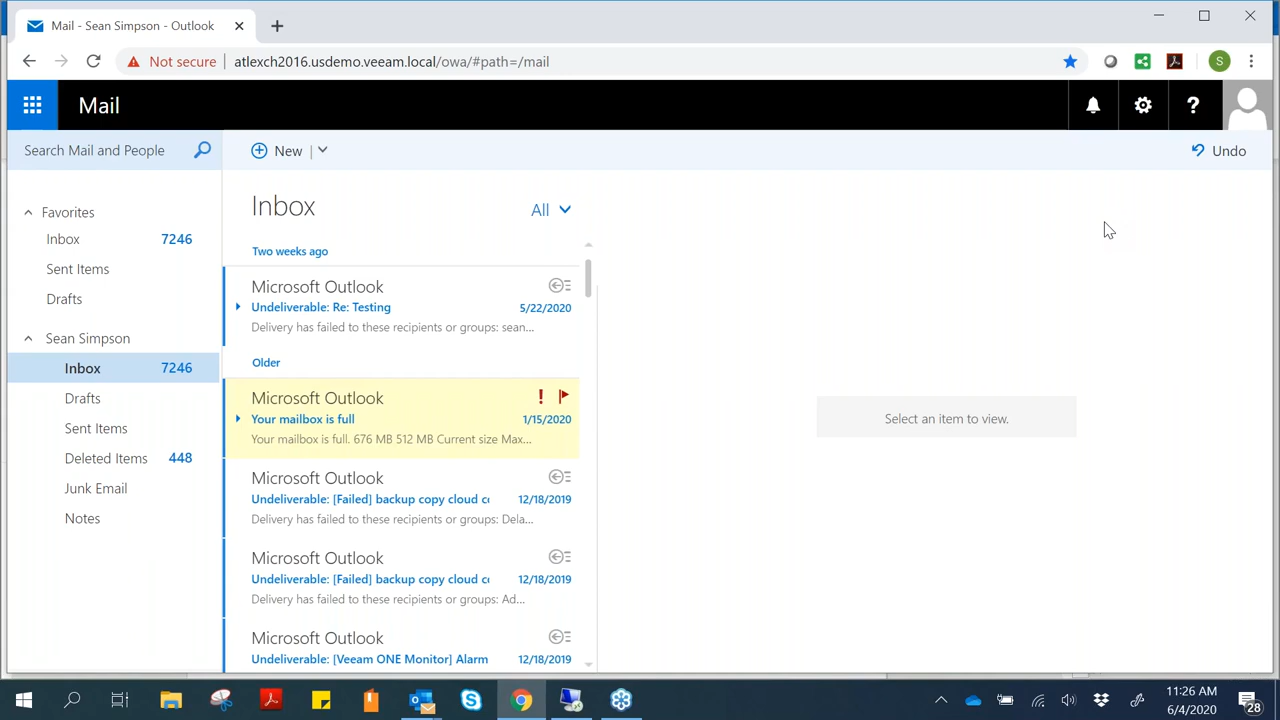 Mail - Sean Simpson - Outlook
Not secure | atlexch2016.usdemo.veeam.local/owa/#path=/mail
S
Mail
Search Mail and People
New
Undo
Favorites
Inbox 7246
Sent Items
Drafts
Sean Simpson
Inbox 7246
Drafts
Sent Items
Deleted Items 448
Junk Email
Notes
Inbox
All
Two weeks ago
Microsoft Outlook
Undeliverable: Re: Testing 5/22/2020
Delivery has failed to these recipients or groups: sean...
Older
Microsoft Outlook
Your mailbox is full 1/15/2020
Your mailbox is full. 676 MB 512 MB Current size Max...
Microsoft Outlook
Undeliverable: [Failed] backup copy cloud cc 12/18/2019
Delivery has failed to these recipients or groups: Dela...
Microsoft Outlook
Undeliverable: [Failed] backup copy cloud cc 12/18/2019
Delivery has failed to these recipients or groups: Ad...
Microsoft Outlook
Undeliverable: [Veeam ONE Monitor] Alarm 12/18/2019
Select an item to view.
11:26 AM
6/4/2020
28